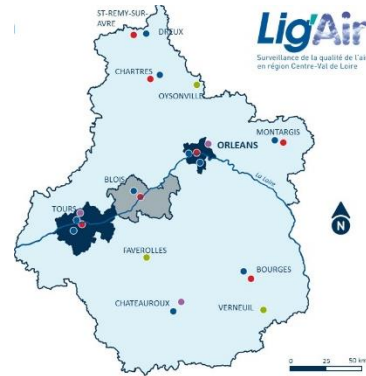 ST-REMY-SUR-
AVRE
DREUX
Lig'Air
Surveillance de la qualité de l'air
en région Centre-Val de Loire
CHARTRES
OYSONVILLE
ORLEANS
MONTARGIS
BLOIS
La Loire
TOURS
N
FAVEROLLES
BOURGES
CHATEAUROUX
VERNEUIL
0 25 50 km